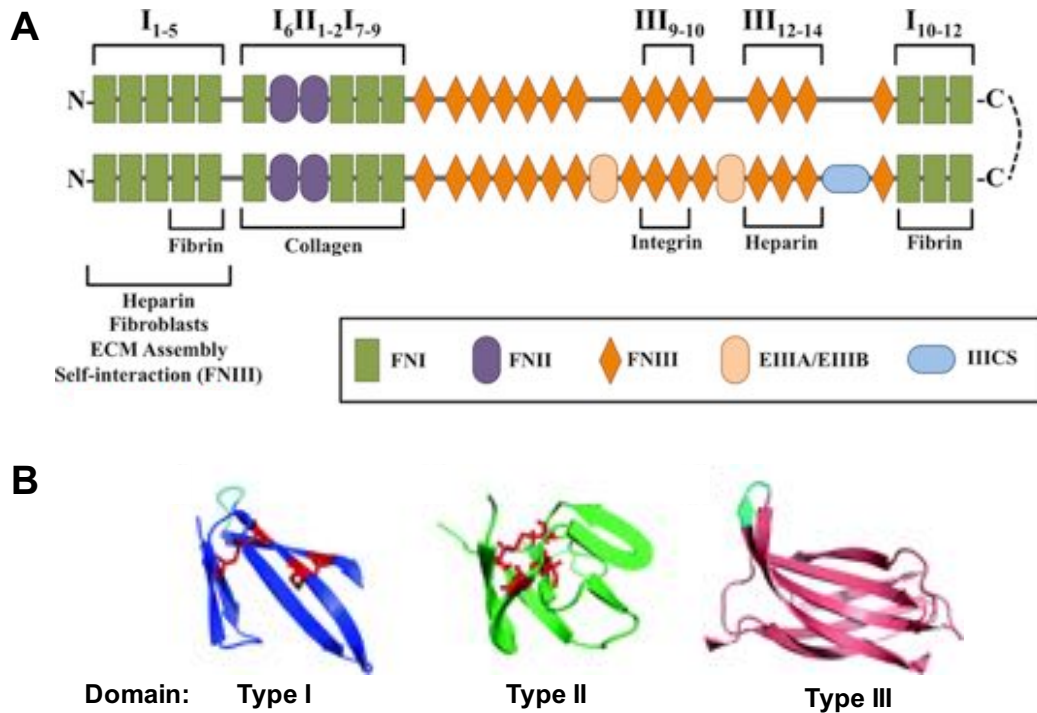 A
I₁₋₅ I₆II₁₋₂I₇₋₉ III₉₋₁₀ III₁₂₋₁₄ I₁₀₋₁₂
N- -C
N- -C
Fibrin Collagen Integrin Heparin Fibrin
Heparin
Fibroblasts
ECM Assembly
Self-interaction (FNIII)
FNI FNII FNIII EIIIA/EIIIB IIICS
B
Domain: Type I Type II Type III